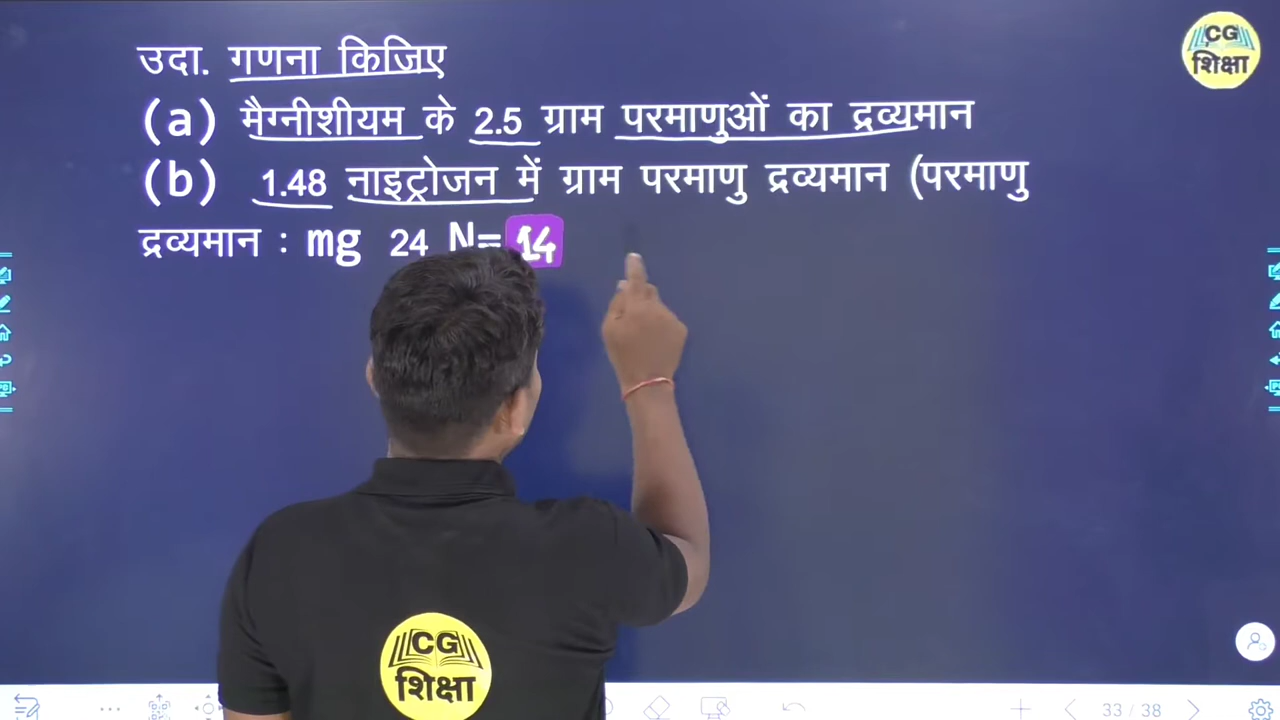 उदा. गणना किजिए
(a) मैग्नीशीयम के 2.5 ग्राम परमाणुओं का द्रव्यमान
(b) 1.48 नाइट्रोजन में ग्राम परमाणु द्रव्यमान (परमाणु
द्रव्यमान : mg 24 N= 14
CG
शिक्षा
CG
शिक्षा
33 / 38